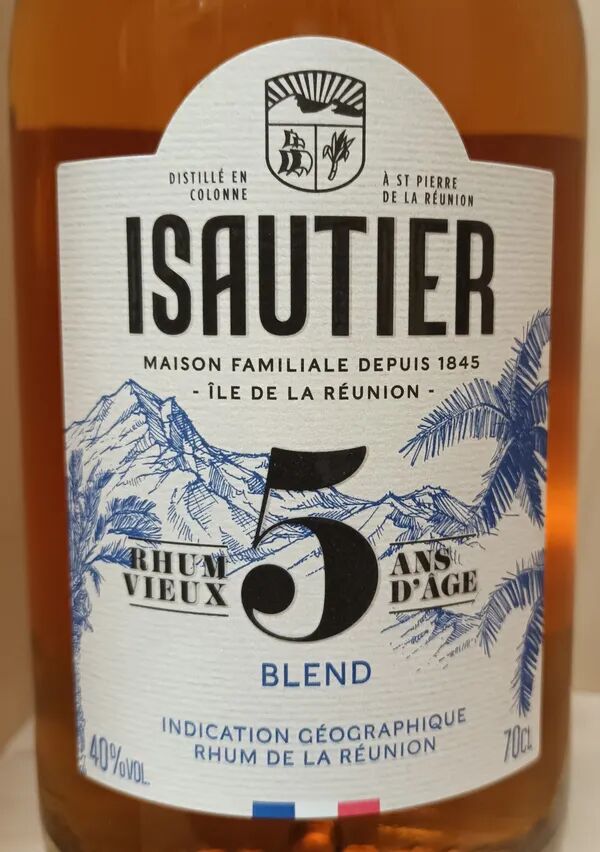 DISTILLÉ EN
COLONNE
À ST PIERRE
DE LA RÉUNION
ISAUTIER
MAISON FAMILIALE DEPUIS 1845
- ÎLE DE LA RÉUNION -
RHUM
VIEUX
5
ANS
D'ÂGE
BLEND
INDICATION GÉOGRAPHIQUE
RHUM DE LA RÉUNION
40%VOL.
70CL